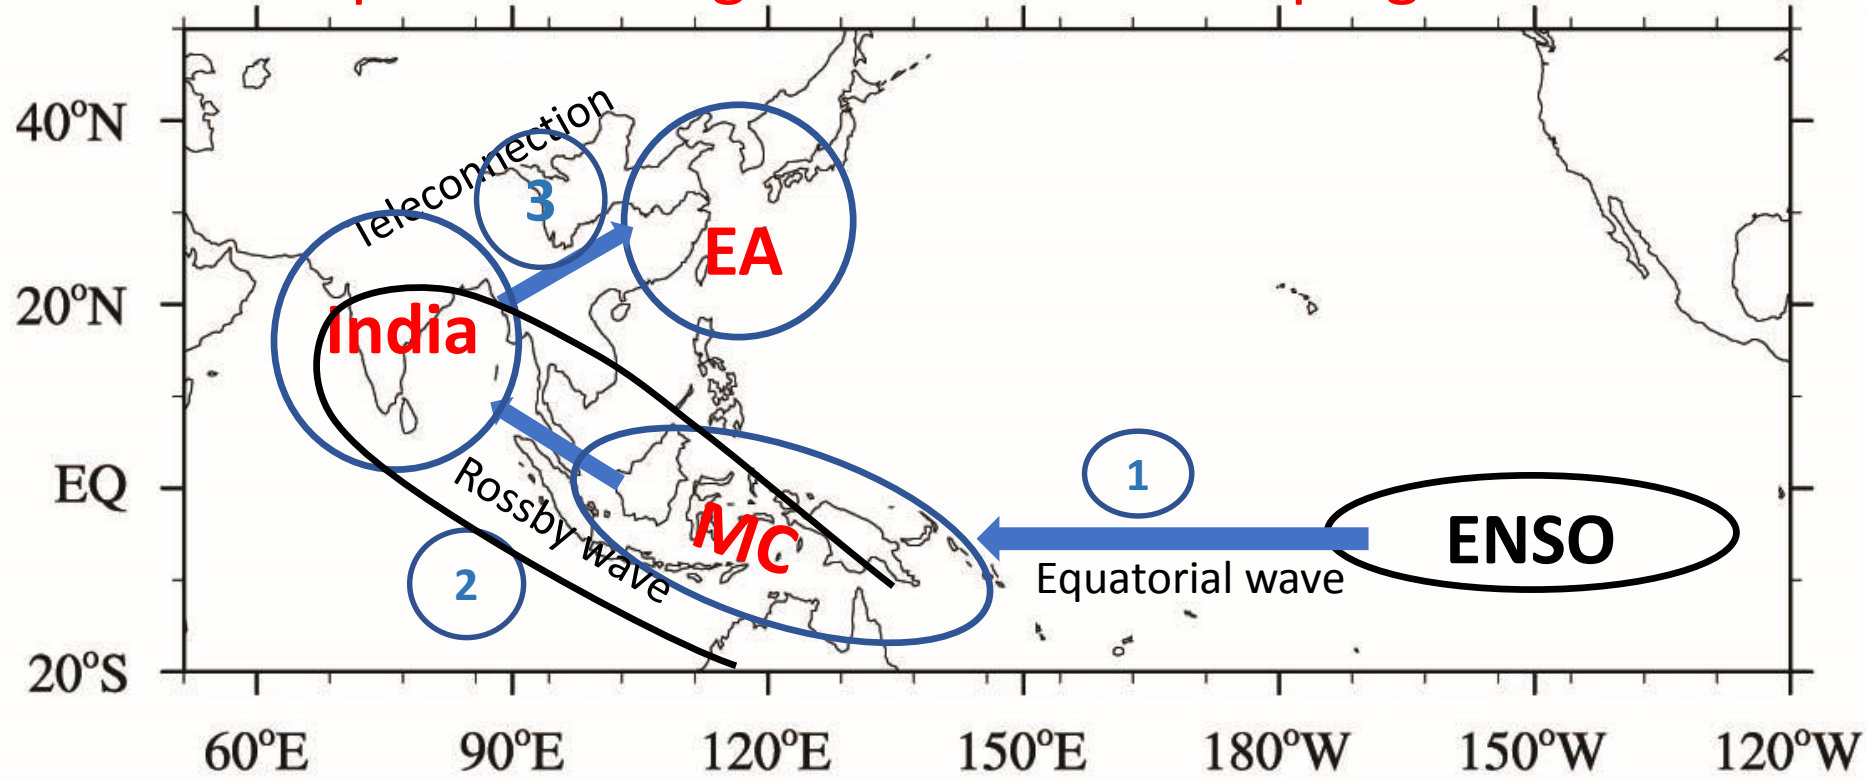 40°N
20°N
EQ
20°S
Teleconnection
3
EA
India
Rossby wave
2
MC
1
Equatorial wave
ENSO
60°E 90°E 120°E 150°E 180°W 150°W 120°W